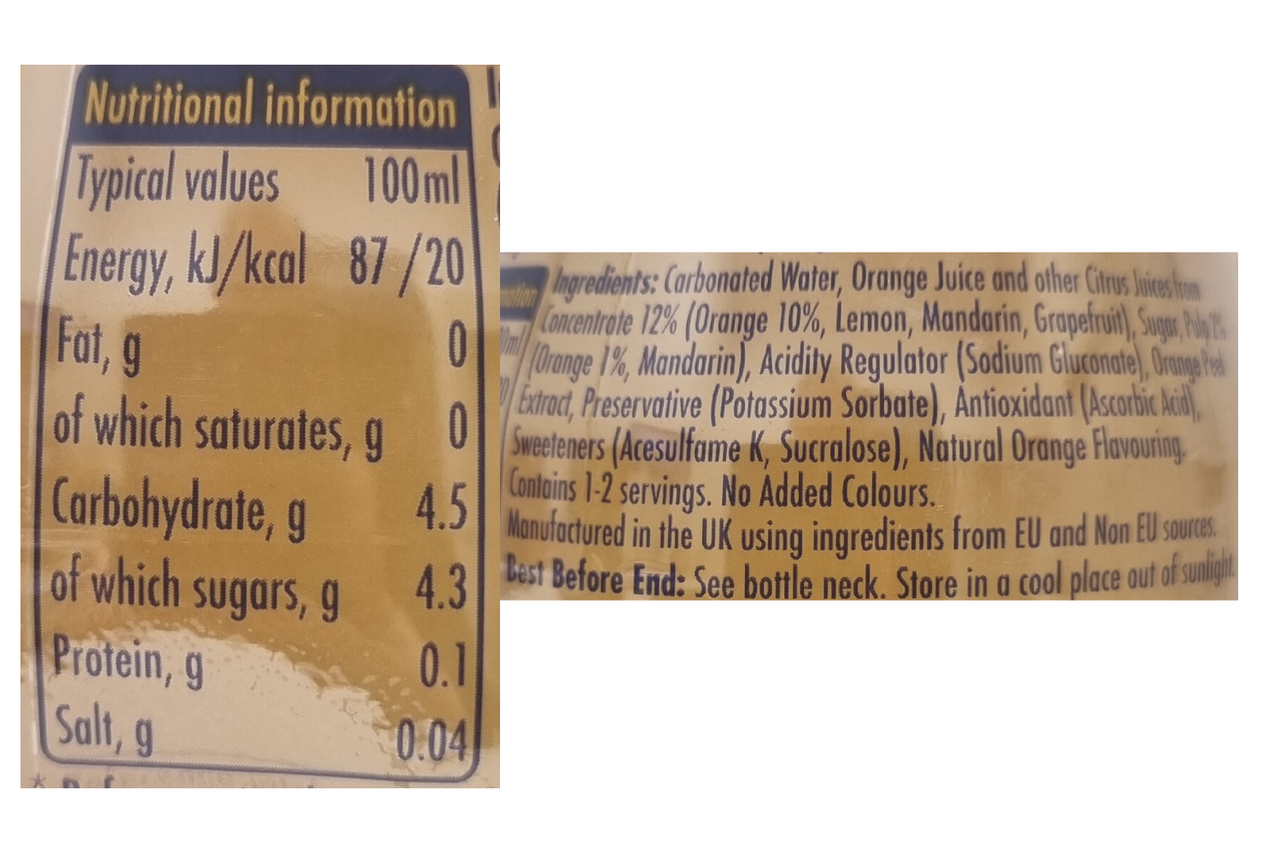 Nutritional information
Typical values 100ml
Energy, kJ/kcal 87 /20
Fat, g 0
of which saturates, g 0
Carbohydrate, g 4.5
of which sugars, g 4.3
Protein, g 0.1
Salt, g 0.04
*
Ingredients: Carbonated Water, Orange Juice and other Citrus Juices from
Concentrate 12% (Orange 10%, Lemon, Mandarin, Grapefruit), Sugar, Pulp 2%
(Orange 1%, Mandarin), Acidity Regulator (Sodium Gluconate), Orange Peel
Extract, Preservative (Potassium Sorbate), Antioxidant (Ascorbic Acid),
Sweeteners (Acesulfame K, Sucralose), Natural Orange Flavouring.
Contains 1-2 servings. No Added Colours.
Manufactured in the UK using ingredients from EU and Non EU sources.
Best Before End: See bottle neck. Store in a cool place out of sunlight.